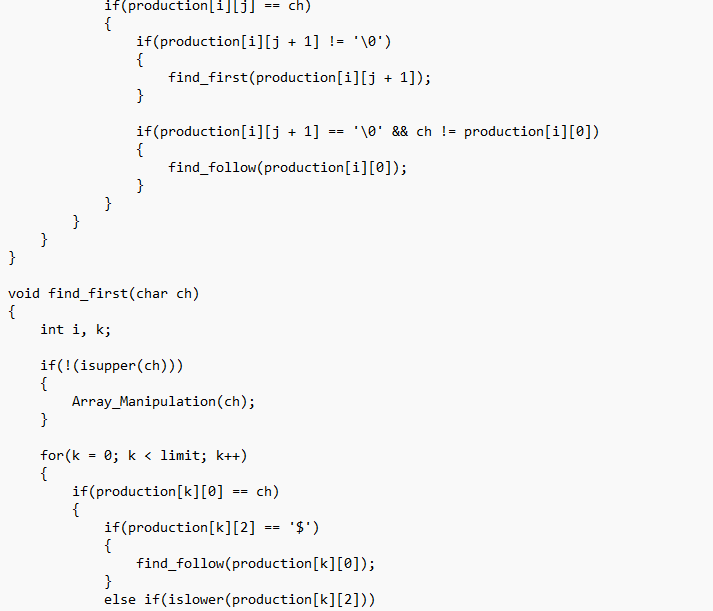 if(production[i][j] == ch)
            {
                if(production[i][j + 1] != '\0')
                {
                    find_first(production[i][j + 1]);
                }

                if(production[i][j + 1] == '\0' && ch != production[i][0])
                {
                    find_follow(production[i][0]);
                }
            }
        }
    }
}

void find_first(char ch)
{
    int i, k;

    if(!(isupper(ch)))
    {
        Array_Manipulation(ch);
    }

    for(k = 0; k < limit; k++)
    {
        if(production[k][0] == ch)
        {
            if(production[k][2] == '$')
            {
                find_follow(production[k][0]);
            }
            else if(islower(production[k][2]))